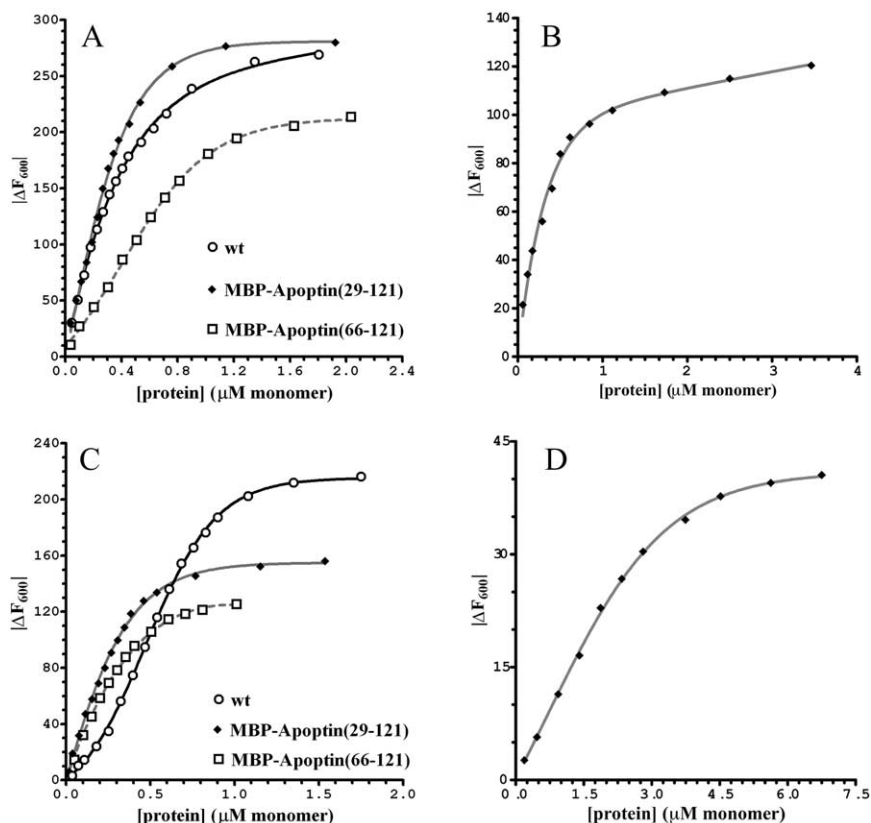 A
300
250
200
150
100
50
0
|ΔF600|
0.0 0.4 0.8 1.2 1.6 2.0 2.4
[protein] (μM monomer)
wt
MBP-Apoptin(29-121)
MBP-Apoptin(66-121)
B
140
120
100
80
60
40
20
0
|ΔF600|
0 1 2 3 4
[protein] (μM monomer)
C
240
200
160
120
80
40
0
|ΔF600|
0.0 0.5 1.0 1.5 2.0
[protein] (μM monomer)
wt
MBP-Apoptin(29-121)
MBP-Apoptin(66-121)
D
45
30
15
0
|ΔF600|
0.0 1.5 3.0 4.5 6.0 7.5
[protein] (μM monomer)